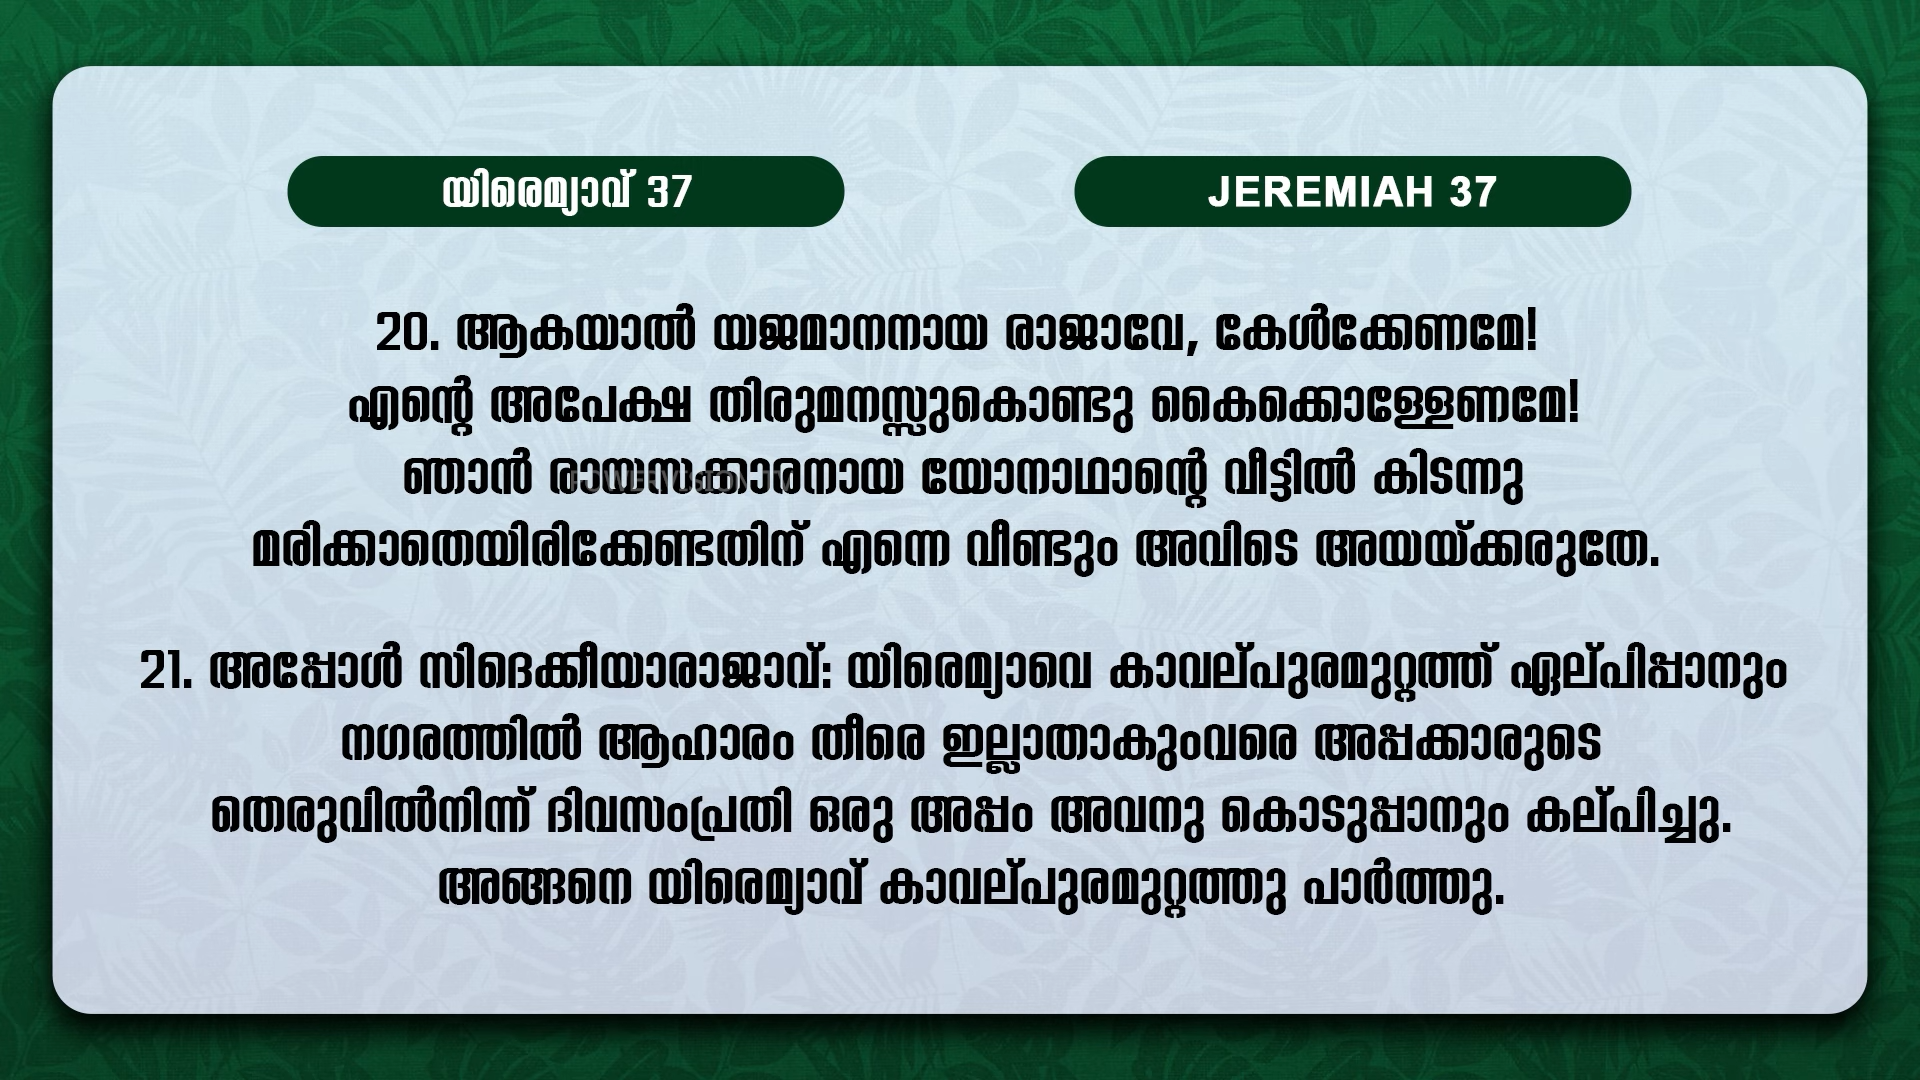 യിരെമ്യാവ് 37
JEREMIAH 37
20. ആകയാൽ യജമാനനായ രാജാവേ, കേൾക്കേണമേ!
എന്റെ അപേക്ഷ തിരുമനസ്സുകൊണ്ടു കൈക്കൊള്ളേണമേ!
ഞാൻ രായസക്കാരനായ യോനാഥാന്റെ വീട്ടിൽ കിടന്നു
POWERVISION TV
മരിക്കാതെയിരിക്കേണ്ടതിന് എന്നെ വീണ്ടും അവിടെ അയയ്ക്കരുതേ.
21. അപ്പോൾ സിദെക്കീയാരാജാവ്: യിരെമ്യാവെ കാവല്പുരമുറ്റത്ത് ഏല്പിപ്പാനും
നഗരത്തിൽ ആഹാരം തീരെ ഇല്ലാതാകുംവരെ അപ്പക്കാരുടെ
തെരുവിൽനിന്ന് ദിവസംപ്രതി ഒരു അപ്പം അവനു കൊടുപ്പാനും കല്പിച്ചു.
അങ്ങനെ യിരെമ്യാവ് കാവല്പുരമുറ്റത്തു പാർത്തു.